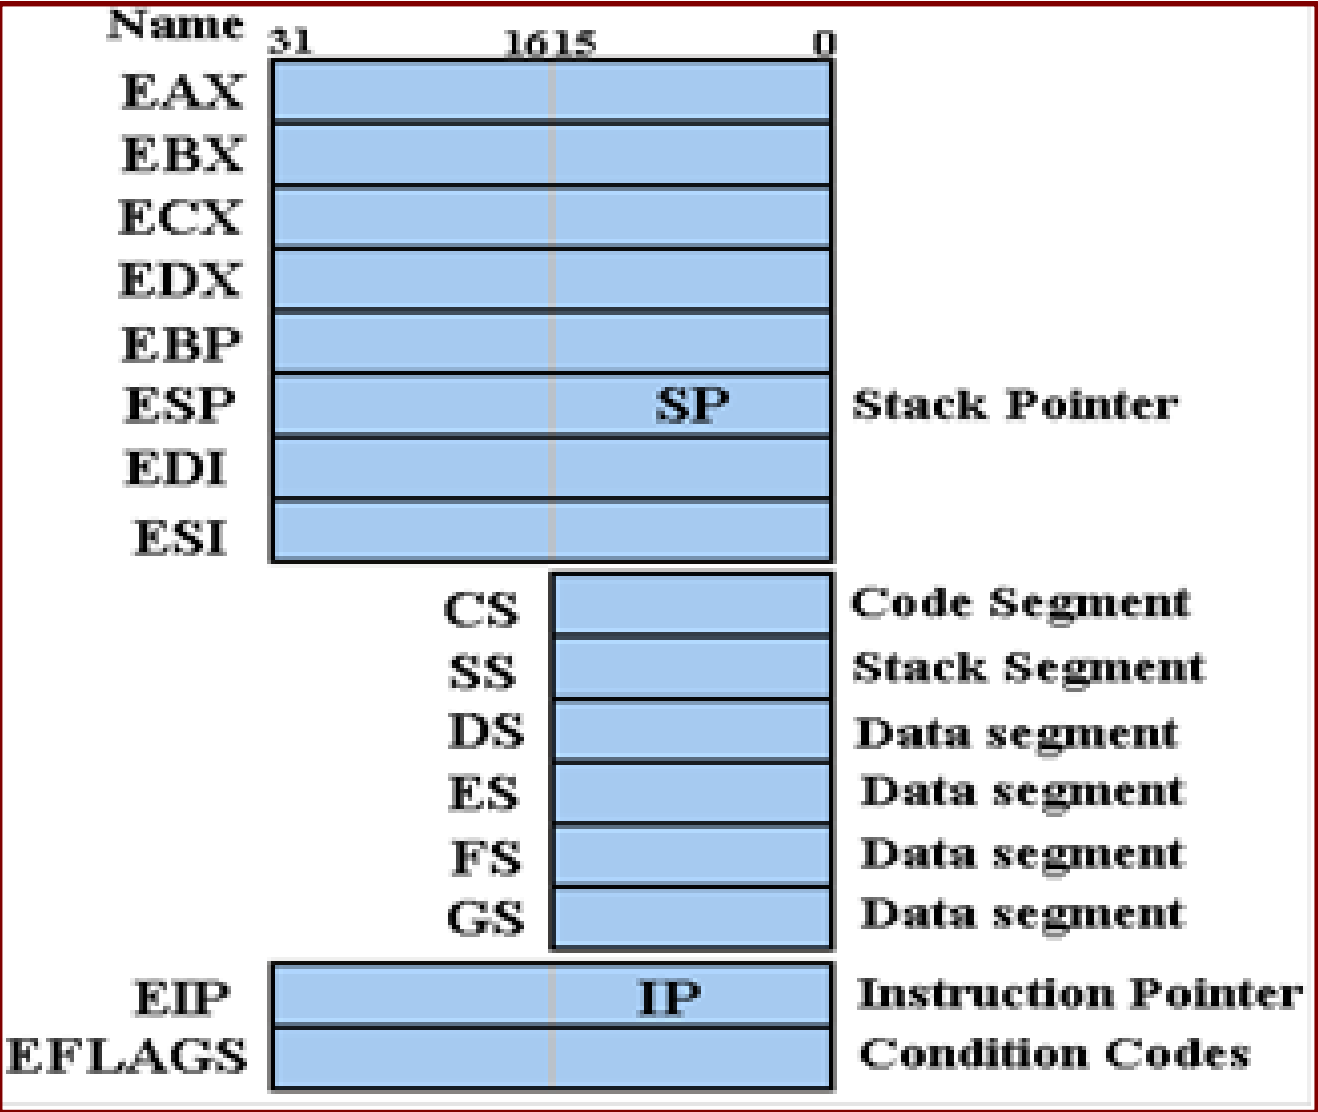 Name 31 16 15 0
EAX
EBX
ECX
EDX
EBP
ESP SP Stack Pointer
EDI
ESI
CS Code Segment
SS Stack Segment
DS Data segment
ES Data segment
FS Data segment
GS Data segment
EIP IP Instruction Pointer
EFLAGS Condition Codes